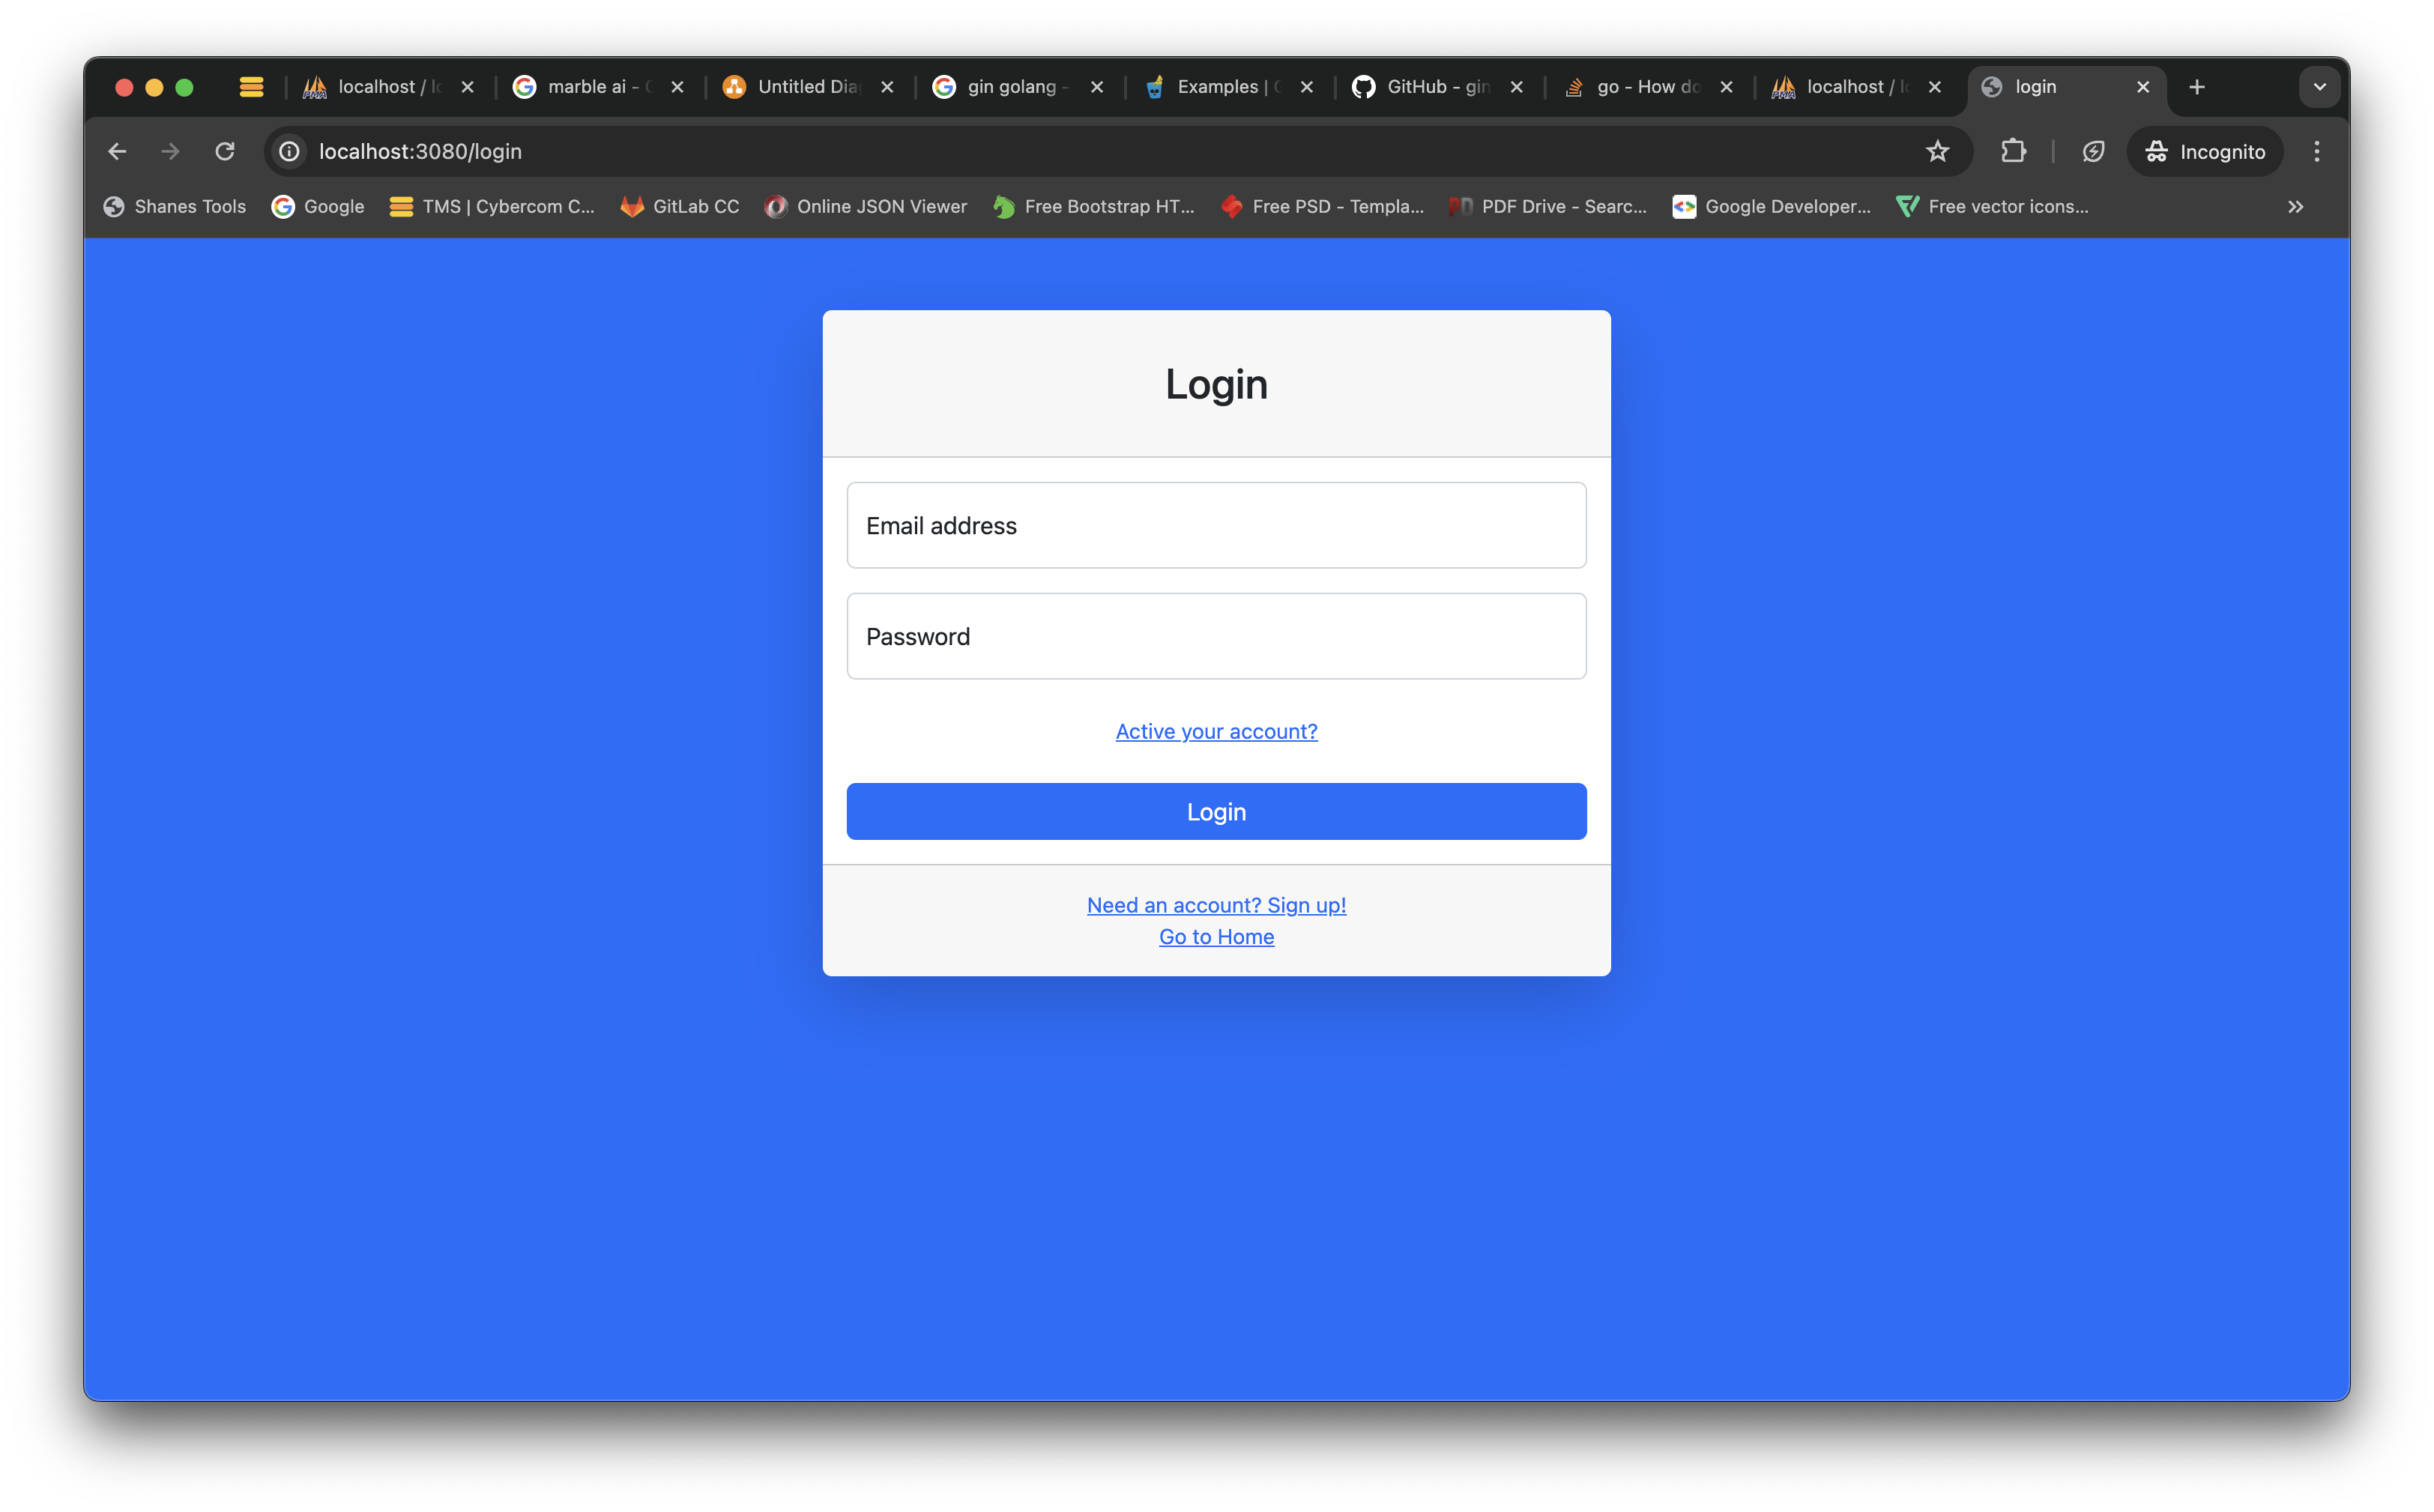 localhost / lo
marble ai -
Untitled Dia
gin golang -
Examples |
GitHub - gin
go - How do
localhost / lo
login
localhost:3080/login
Incognito
Shanes Tools
Google
TMS | Cybercom C...
GitLab CC
Online JSON Viewer
Free Bootstrap HT...
Free PSD - Templa...
PDF Drive - Searc...
Google Developer...
Free vector icons...
Login
Email address
Password
Active your account?
Login
Need an account? Sign up!
Go to Home